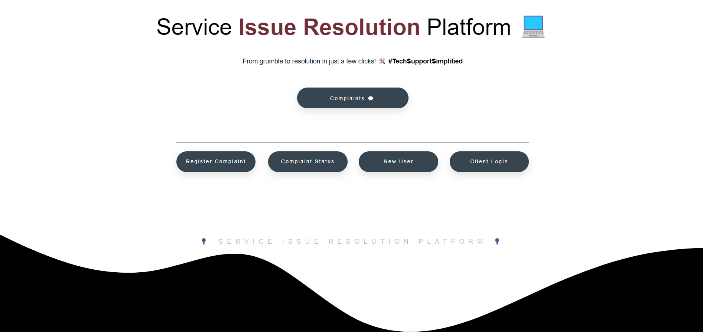 Service Issue Resolution Platform
From grumble to resolution in just a few clicks! #TechSupportSimplified
Complaints
Register Complaint Complaint Status New User Client Login
SERVICE ISSUE RESOLUTION PLATFORM